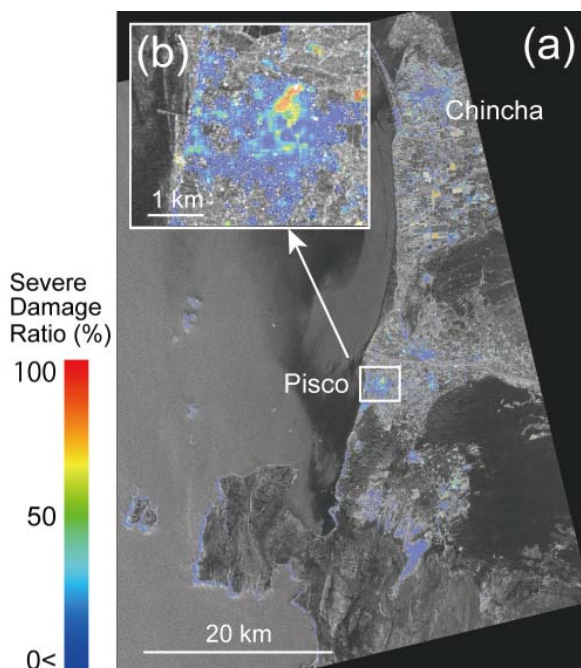 (b)
(a)
Chincha
1 km
Severe
Damage
Ratio (%)
100
Pisco
50
20 km
0<